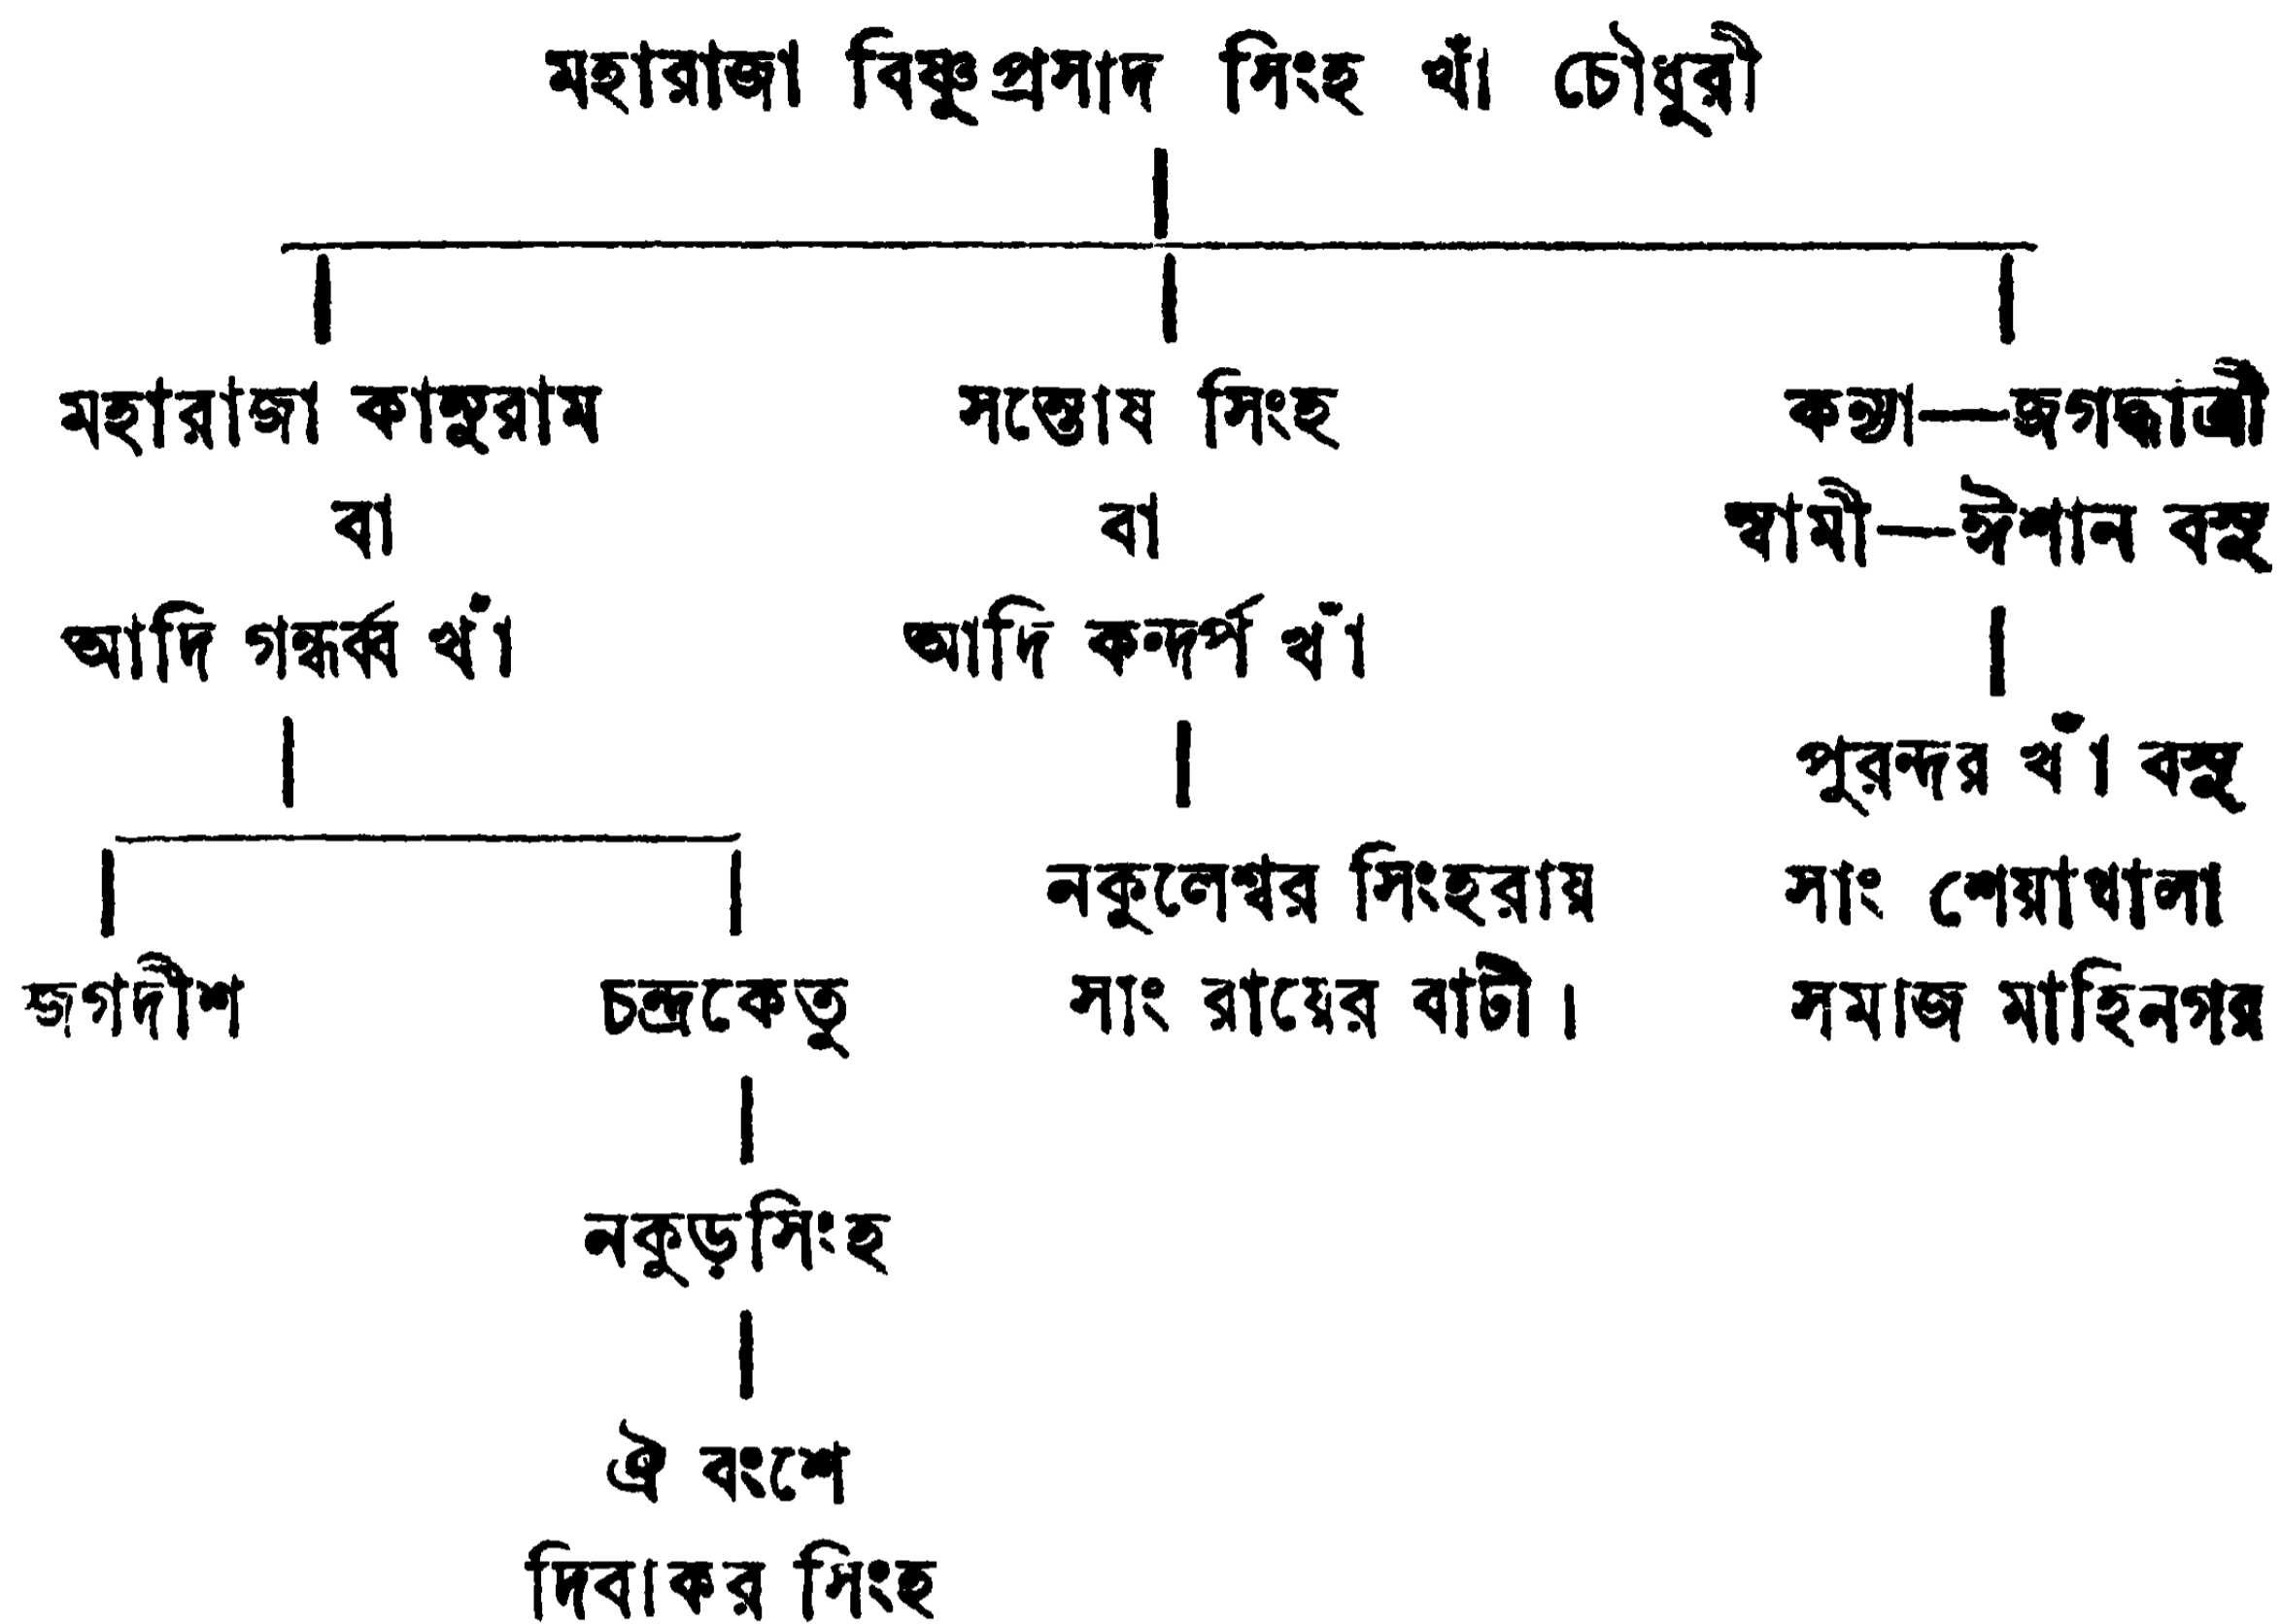 মহারাজা বিষ্ণুপ্রসাদ সিংহ খাঁ চৌধুরী
মহারাজা কানুরাম সন্তোষ সিংহ কন্যা—জগদ্ধাত্রী
বা বা স্বামী—ঈশান বসু
আদি গন্ধর্ব্ব খাঁ আদি কন্দর্প খাঁ
পুরন্দর খাঁ বসু
নকুলেশ্বর সিংহরায় সাং শেয়াখালা
জগদীশ চন্দ্রকেতু সাং রায়ের বাটী। সমাজ মাহিনগর
নকুড়সিংহ
ঐ বংশে
দিবাকর সিংহ